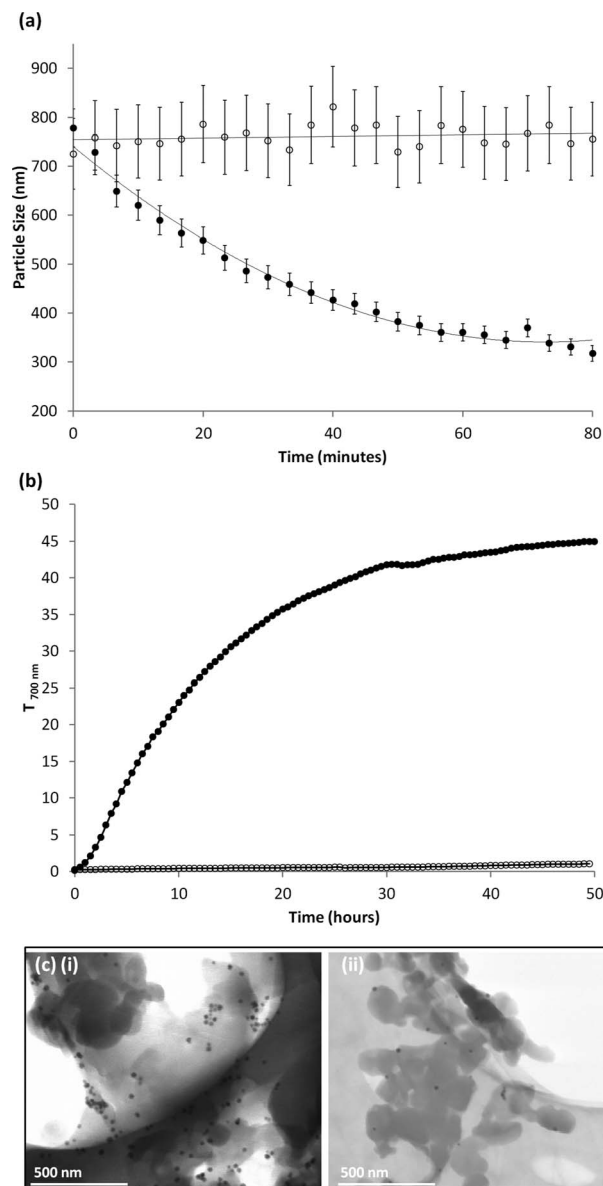 (a)
900
800
700
600
500
400
300
200
Particle Size (nm)
0 20 40 60 80
Time (minutes)
(b)
50
45
40
35
30
25
20
15
10
5
0
T 700 nm
0 10 20 30 40 50
Time (hours)
(c) (i)
500 nm
(ii)
500 nm